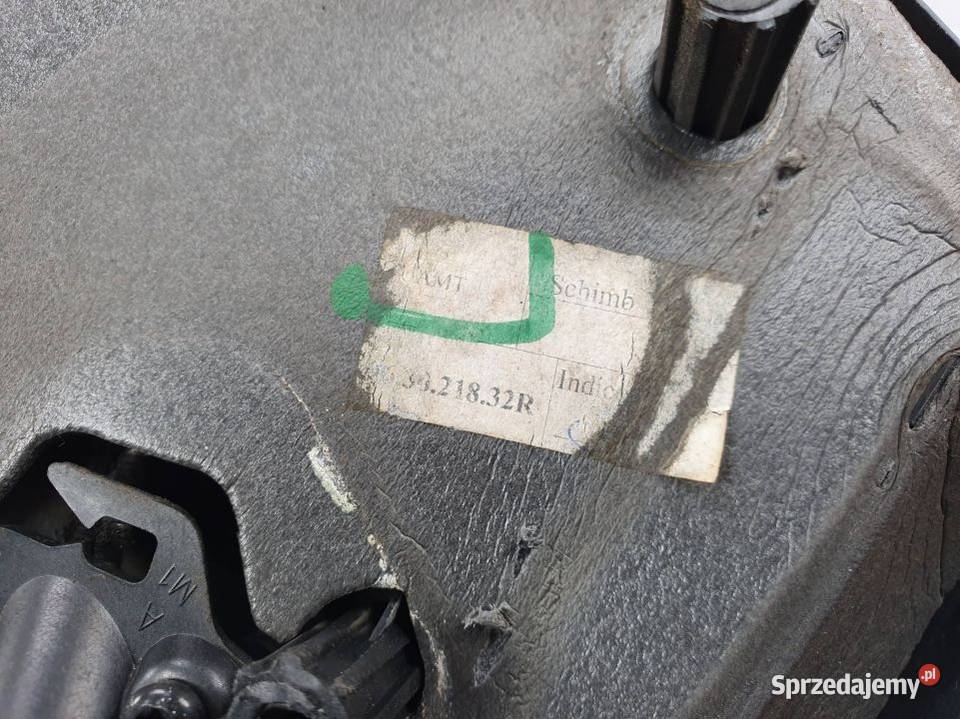 AMT
Schimb
.218.32R
Indic
A
M1
Sprzedajemy.pl